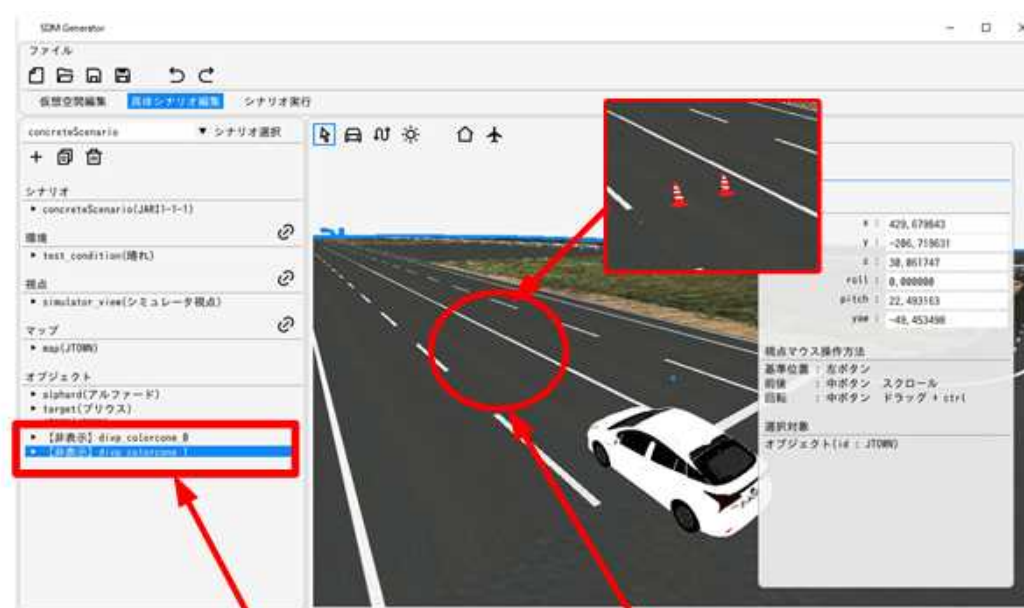 SDM Generator
ファイル
仮想空間編集 具体シナリオ編集 シナリオ実行
concreteScenario ▼ シナリオ選択
シナリオ
▸ concreteScenario(JARI1-1-1)
環境
▸ test_condition(晴れ)
視点
▸ simulator_view(シミュレータ視点)
マップ
▸ map(JTOWN)
オブジェクト
▸ alphard(アルファード)
▸ target(プリウス)
▸ 【非表示】divp_colorcone_0
▸ 【非表示】divp_colorcone_1
x : 429.679843
y : -206.719631
z : 30.061747
roll : 0.000000
pitch : 22.493163
yaw : -49.453498
視点マウス操作方法
基準位置 : 左ボタン
前後 : 中ボタン スクロール
回転 : 中ボタン ドラッグ + ctrl
選択対象
オブジェクト(id : JTOWN)